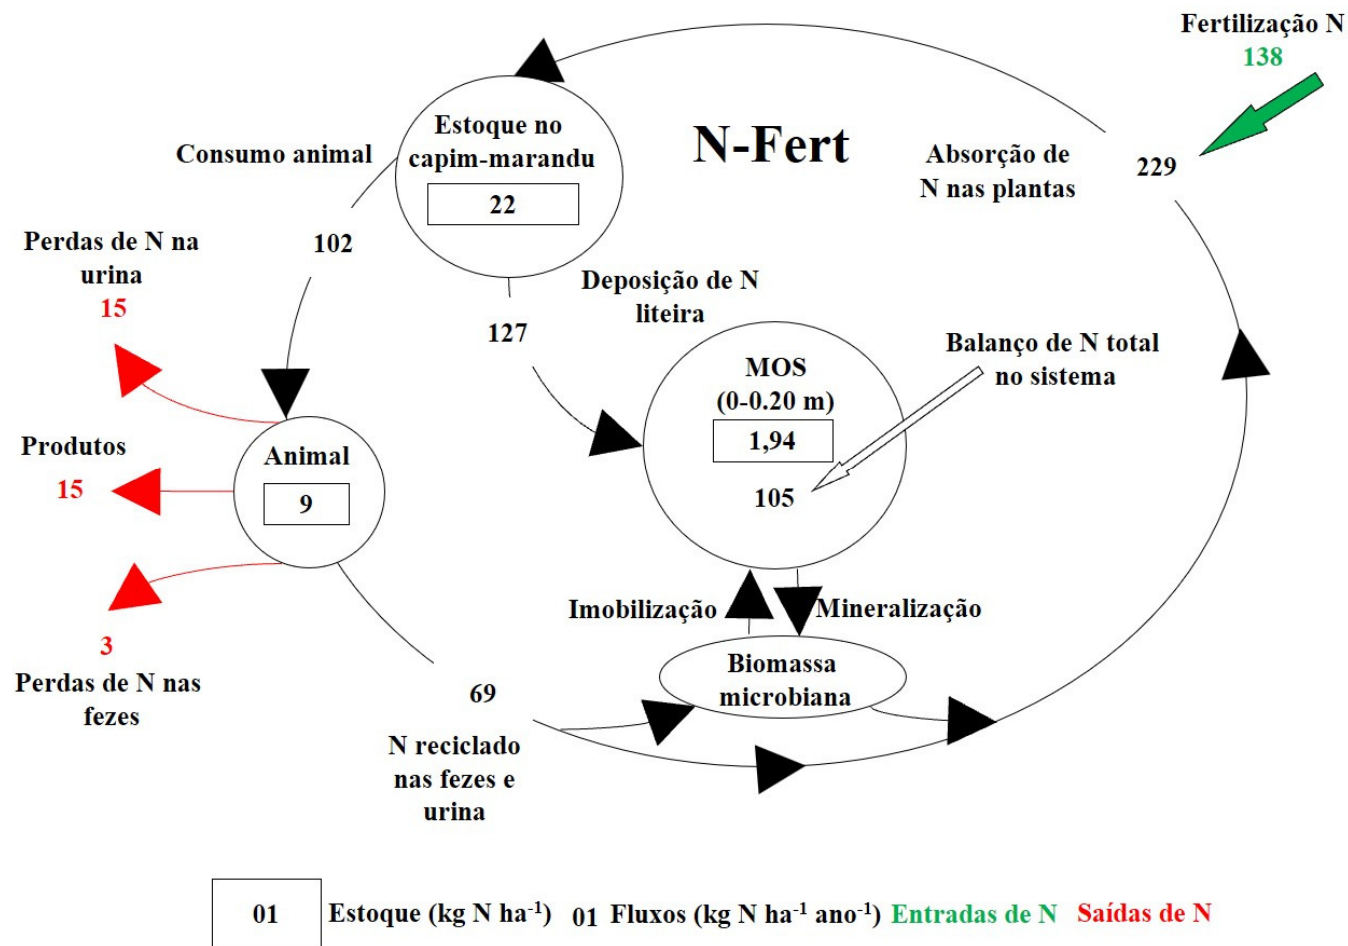 Fertilização N
138
Estoque no
capim-marandu
22
N-Fert
Consumo animal
Absorção de
N nas plantas
229
102
Perdas de N na
urina
15
Deposição de N
liteira
127
Balanço de N total
no sistema
MOS
(0-0.20 m)
1,94
105
Produtos
15
Animal
9
Imobilização
Mineralização
3
Perdas de N nas
fezes
Biomassa
microbiana
69
N reciclado
nas fezes e
urina
01 Estoque (kg N ha⁻¹) 01 Fluxos (kg N ha⁻¹ ano⁻¹) Entradas de N Saídas de N